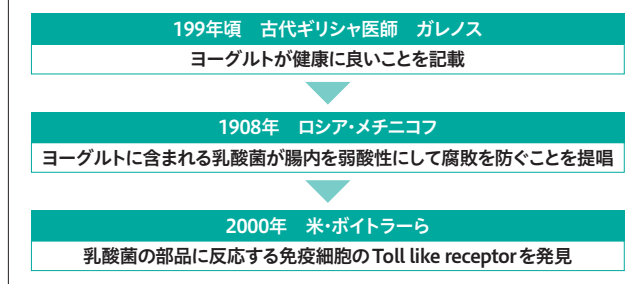 199年頃　古代ギリシャ医師　ガレノス
ヨーグルトが健康に良いことを記載
1908年　ロシア・メチニコフ
ヨーグルトに含まれる乳酸菌が腸内を弱酸性にして腐敗を防ぐことを提唱
2000年　米・ボイトラーら
乳酸菌の部品に反応する免疫細胞のToll like receptorを発見